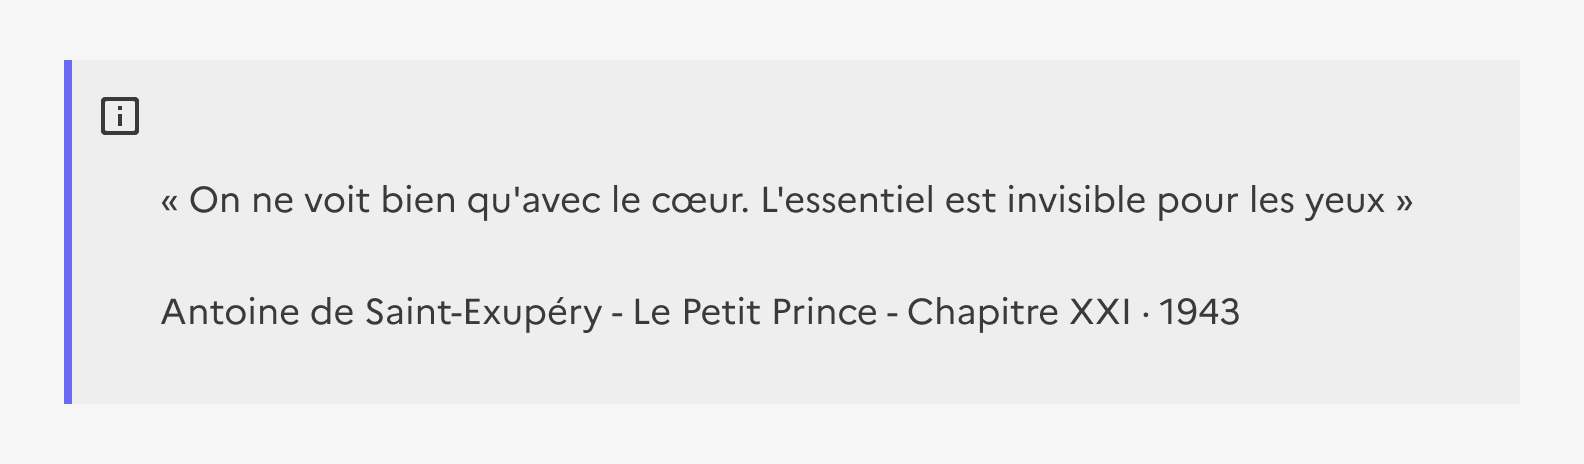 « On ne voit bien qu'avec le cœur. L'essentiel est invisible pour les yeux »
Antoine de Saint-Exupéry - Le Petit Prince - Chapitre XXI · 1943